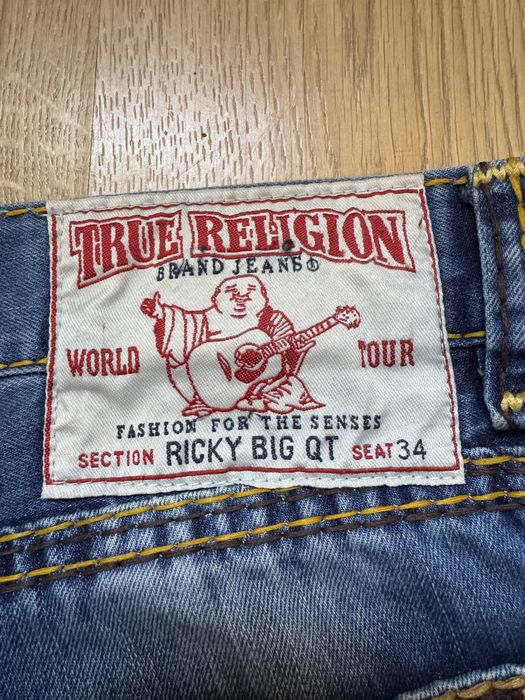 TRUE RELIGION
BRAND JEANS®
WORLD TOUR
FASHION FOR THE SENSES
SECTION RICKY BIG QT SEAT 34